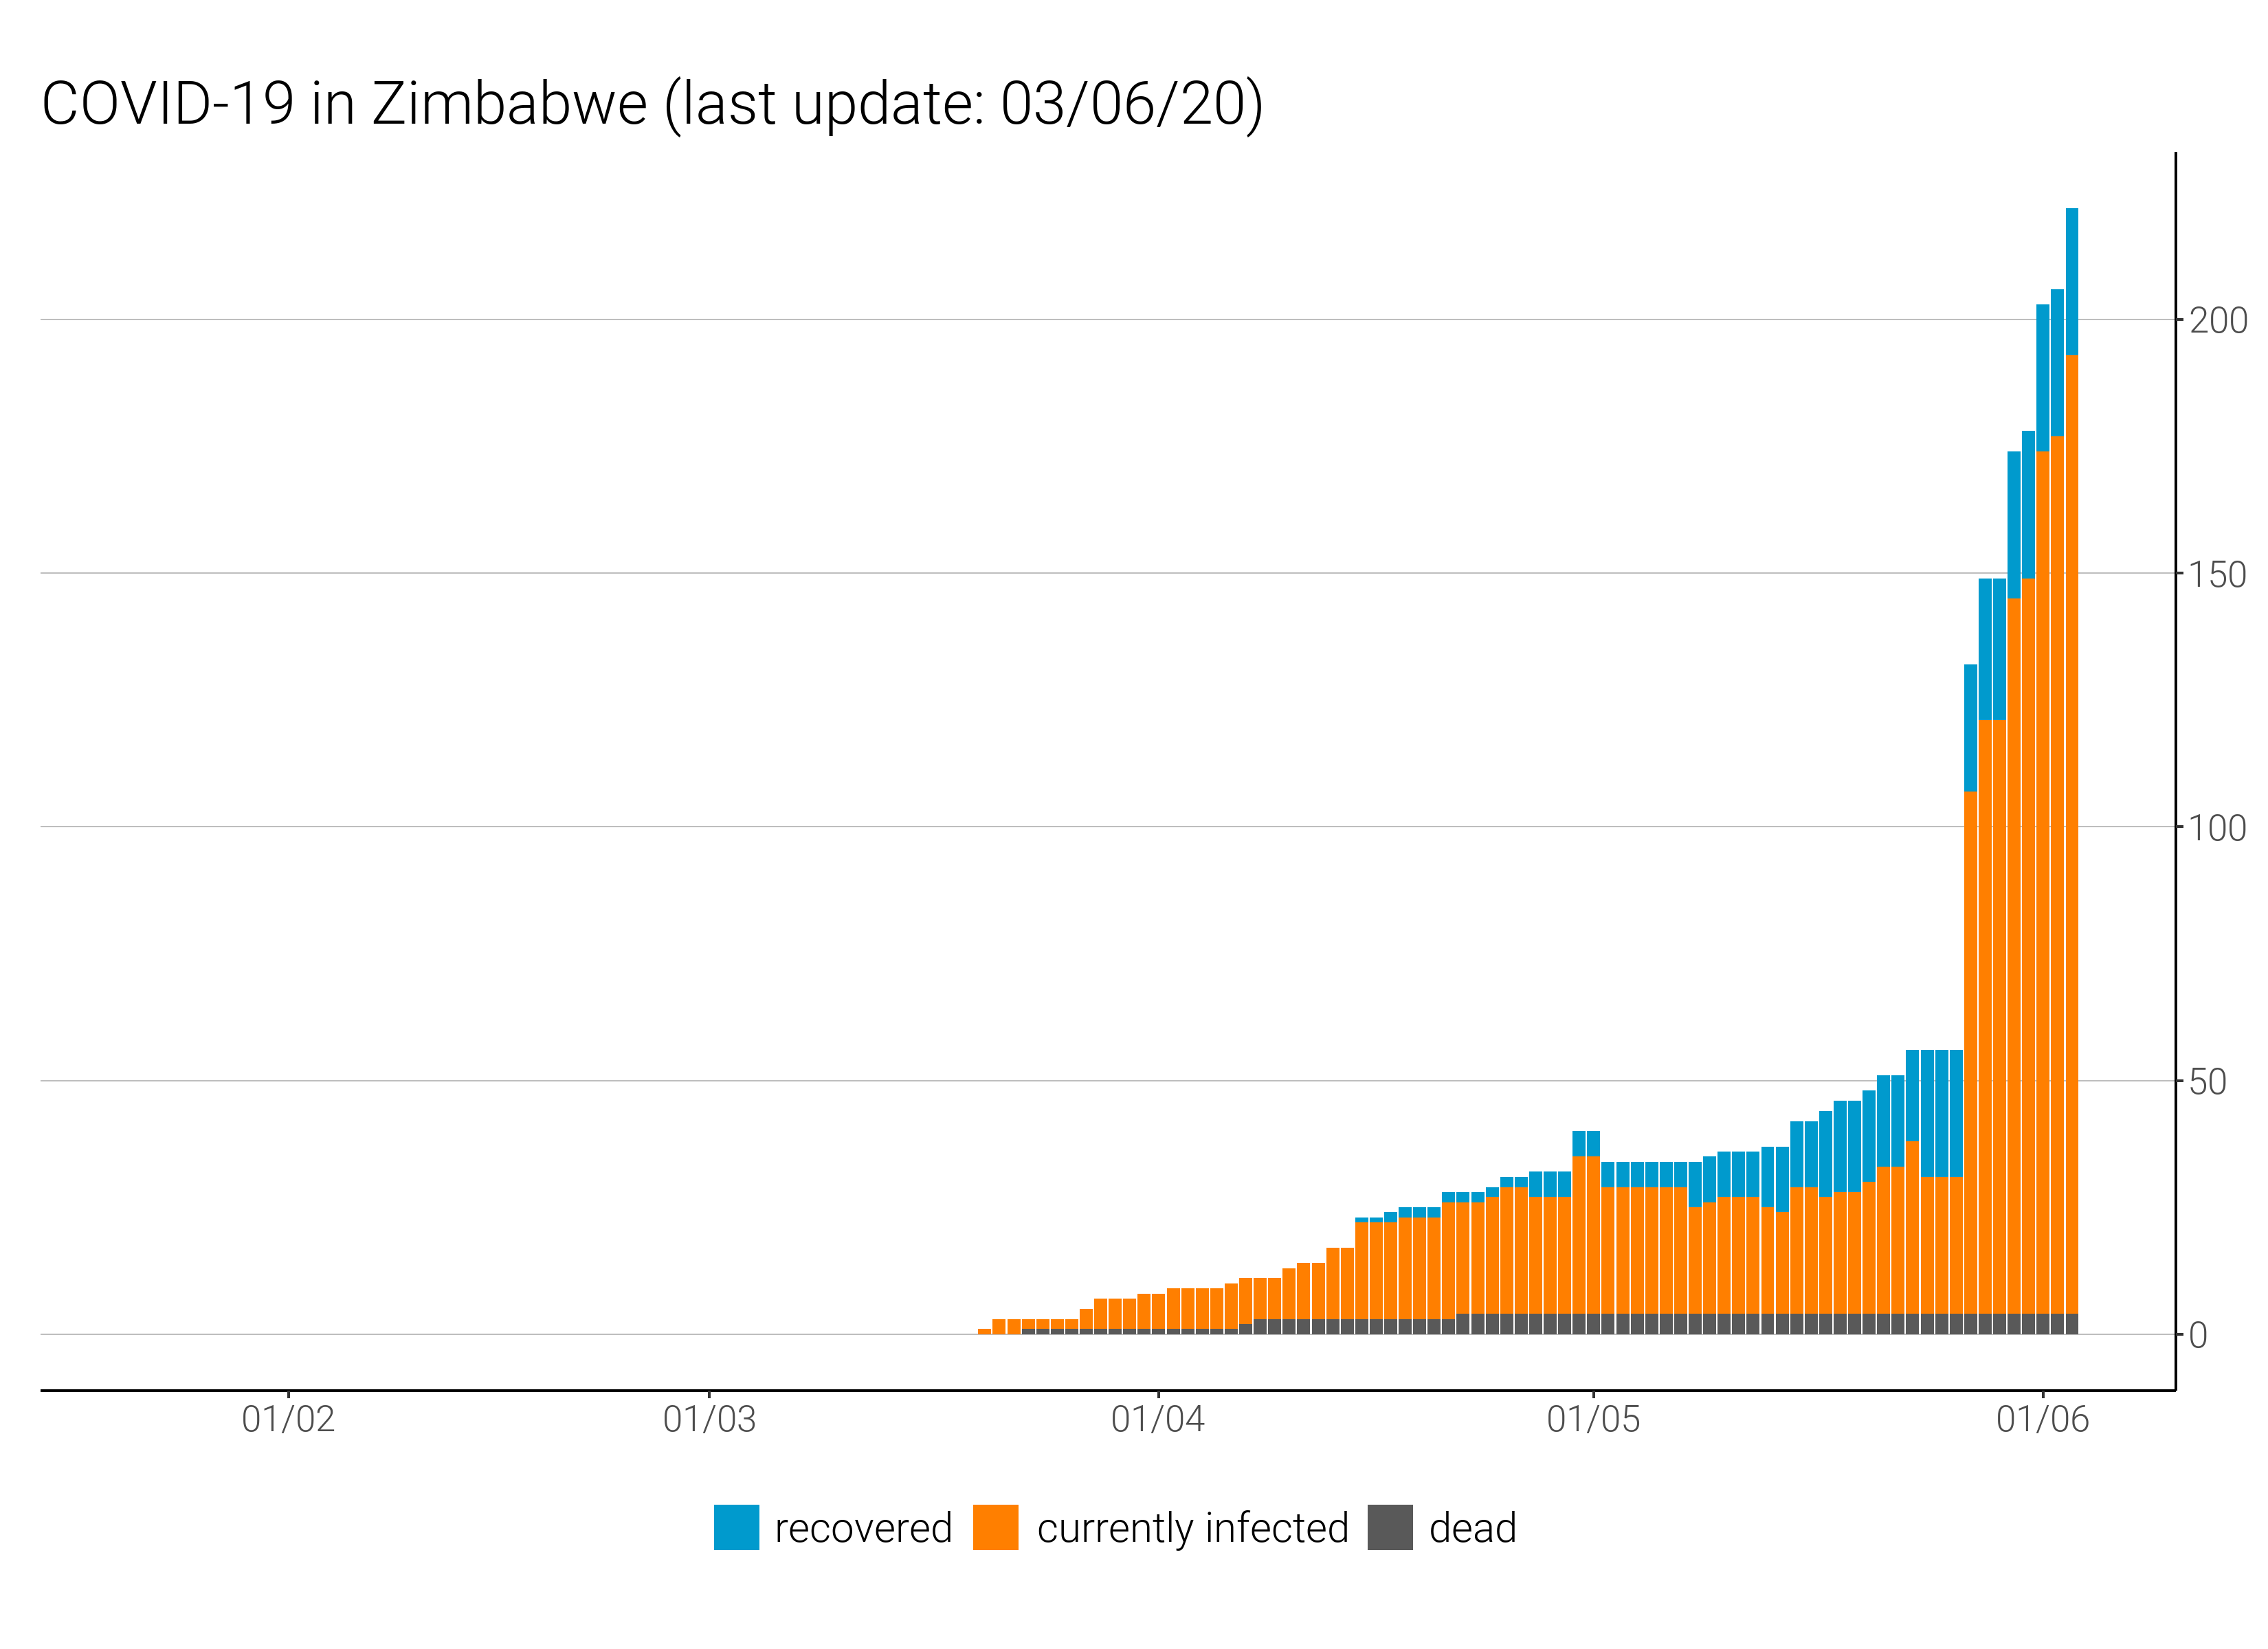 COVID-19 in Zimbabwe (last update: 03/06/20)
200
150
100
50
0
01/02 01/03 01/04 01/05 01/06
recovered currently infected dead